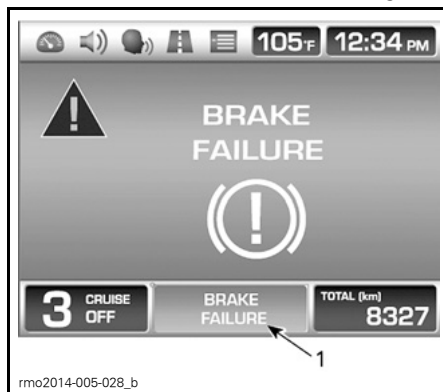 105°F 12:34 PM
BRAKE
FAILURE
3 CRUISE OFF
BRAKE
FAILURE
TOTAL (km)
8327
1
rmo2014-005-028_b